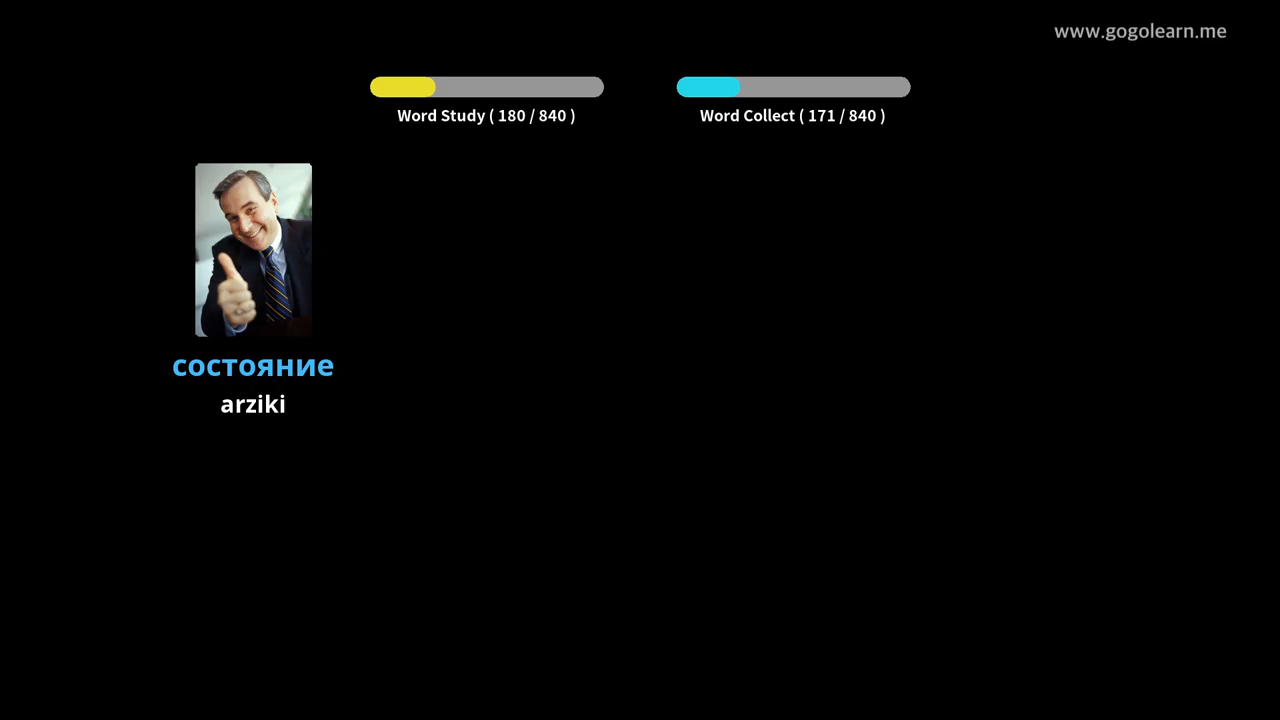 www.gogolearn.me
Word Study ( 180 / 840 )
Word Collect ( 171 / 840 )
состояние
arziki